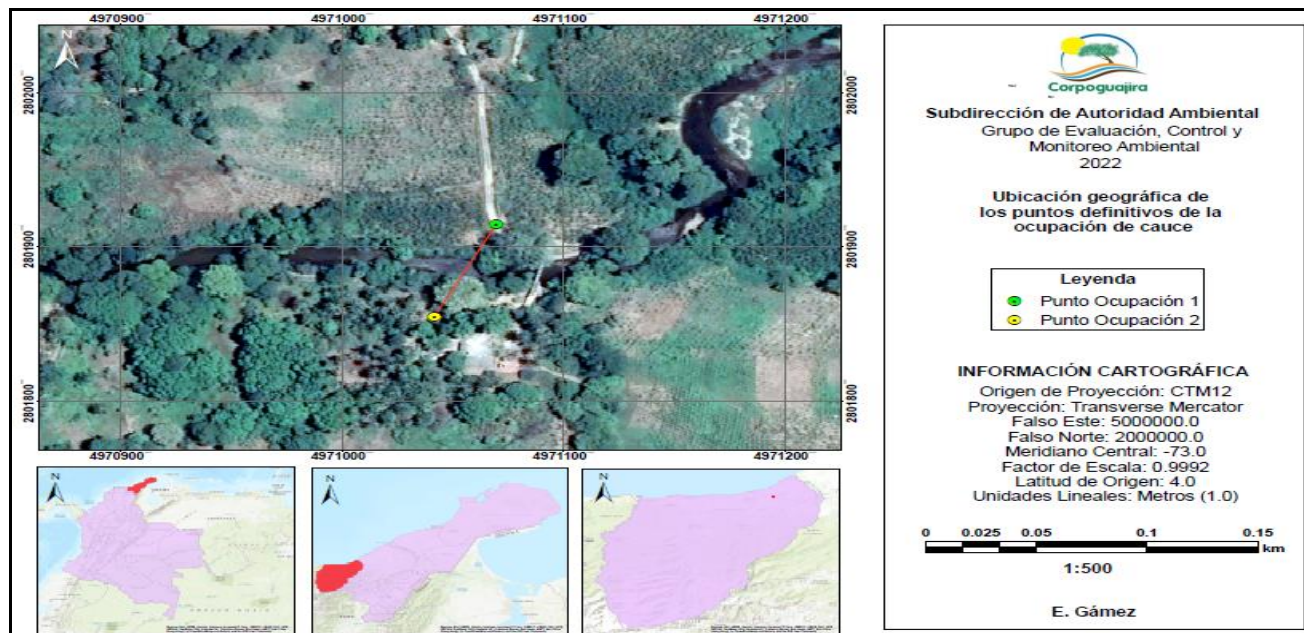 4970900 4971000 4971100 4971200
2802000 2802000
2801900 2801900
2801800 2801800
4970900 4971000 4971100 4971200
N
N
N
N
Corpoguajira
Subdirección de Autoridad Ambiental
Grupo de Evaluación, Control y
Monitoreo Ambiental
2022
Ubicación geográfica de
los puntos definitivos de la
ocupación de cauce
Leyenda
Punto Ocupación 1
Punto Ocupación 2
INFORMACIÓN CARTOGRÁFICA
Origen de Proyección: CTM12
Proyección: Transverse Mercator
Falso Este: 5000000.0
Falso Norte: 2000000.0
Meridiano Central: -73.0
Factor de Escala: 0.9992
Latitud de Origen: 4.0
Unidades Lineales: Metros (1.0)
0 0.025 0.05 0.1 0.15
km
1:500
E. Gámez